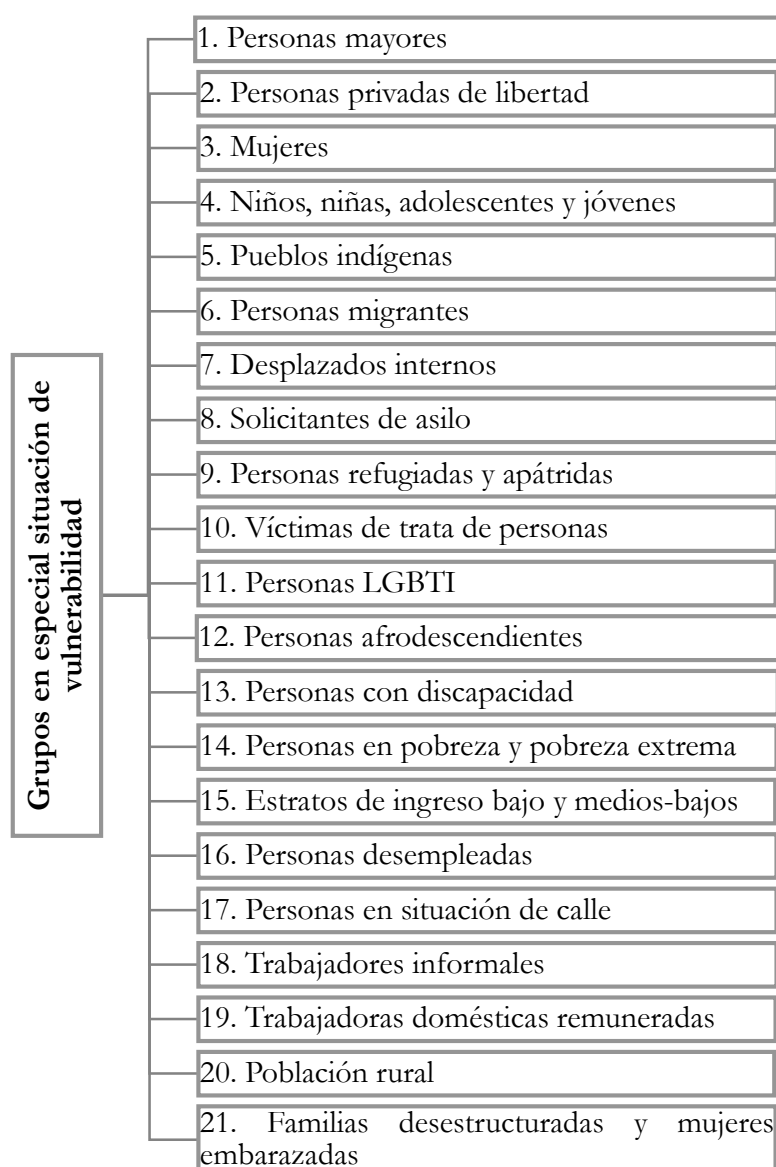 Grupos en especial situación de
vulnerabilidad
1. Personas mayores
2. Personas privadas de libertad
3. Mujeres
4. Niños, niñas, adolescentes y jóvenes
5. Pueblos indígenas
6. Personas migrantes
7. Desplazados internos
8. Solicitantes de asilo
9. Personas refugiadas y apátridas
10. Víctimas de trata de personas
11. Personas LGBTI
12. Personas afrodescendientes
13. Personas con discapacidad
14. Personas en pobreza y pobreza extrema
15. Estratos de ingreso bajo y medios-bajos
16. Personas desempleadas
17. Personas en situación de calle
18. Trabajadores informales
19. Trabajadoras domésticas remuneradas
20. Población rural
21. Familias desestructuradas y mujeres
embarazadas